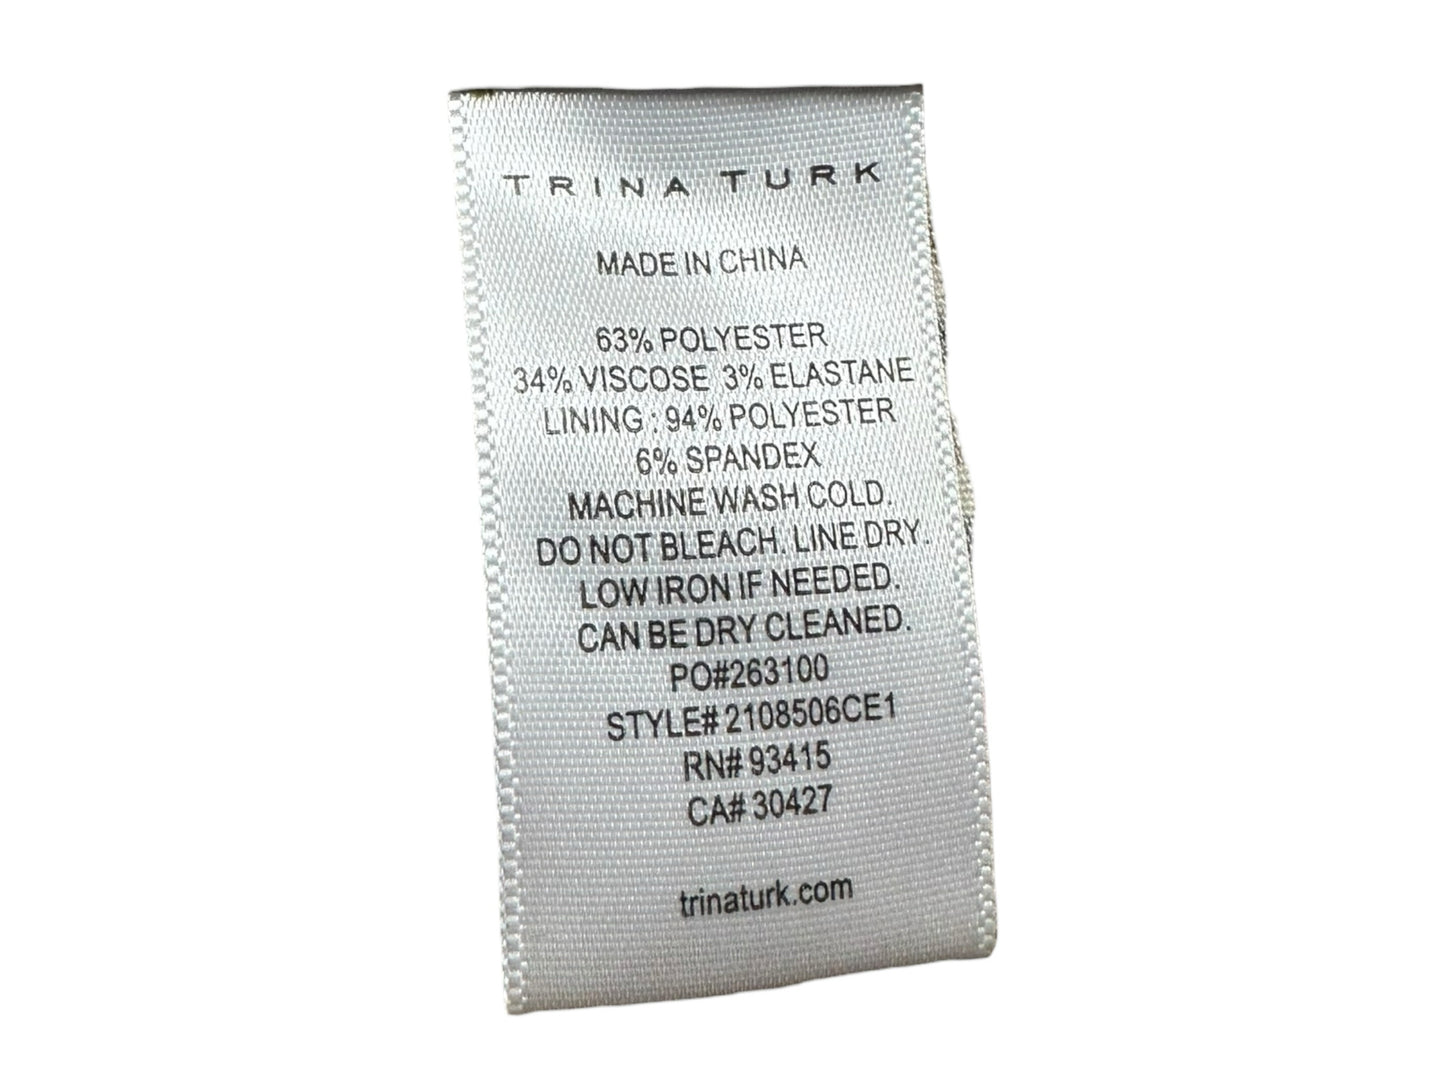 TRINA TURK
MADE IN CHINA
63% POLYESTER
34% VISCOSE 3% ELASTANE
LINING : 94% POLYESTER
6% SPANDEX
MACHINE WASH COLD.
DO NOT BLEACH. LINE DRY.
LOW IRON IF NEEDED.
CAN BE DRY CLEANED.
PO#263100
STYLE# 2108506CE1
RN# 93415
CA# 30427
trinaturk.com